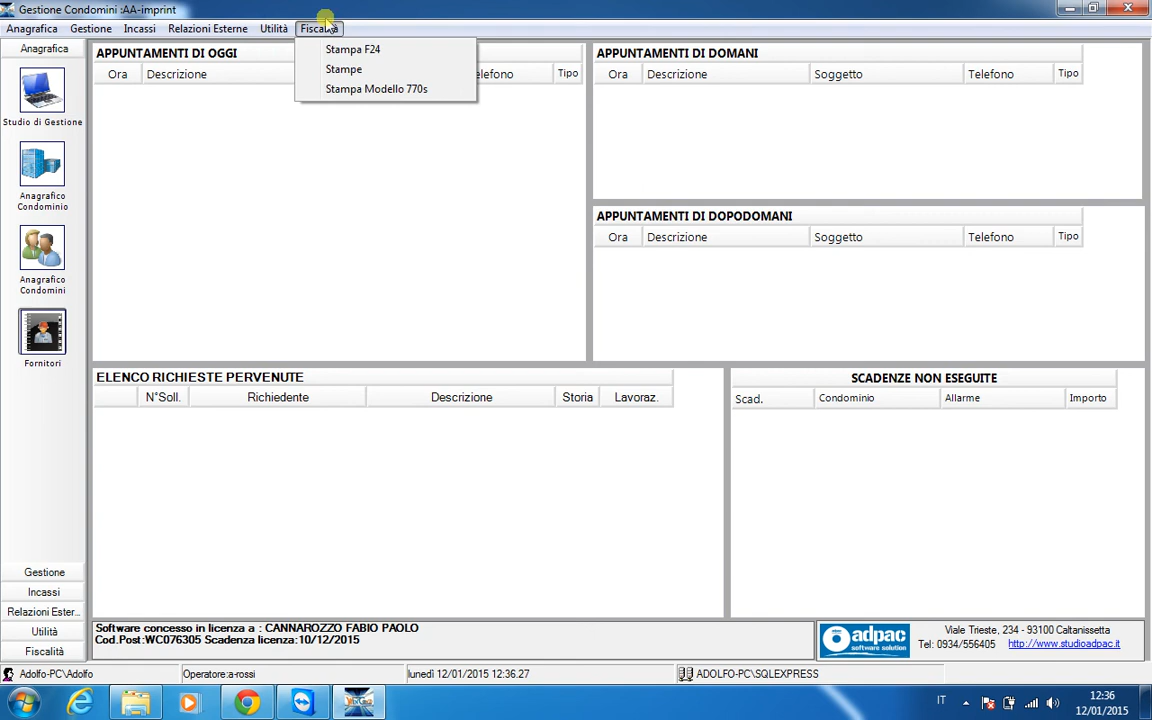 Gestione Condomini :AA-imprint
Anagrafica Gestione Incassi Relazioni Esterne Utilità Fiscalità
Stampa F24
Stampe
Stampa Modello 770s
Anagrafica
Studio di Gestione
Anagrafico
Condominio
Anagrafico
Condomini
Fornitori
Gestione
Incassi
Relazioni Ester...
Utilità
Fiscalità
APPUNTAMENTI DI OGGI
Ora Descrizione elefono Tipo
APPUNTAMENTI DI DOMANI
Ora Descrizione Soggetto Telefono Tipo
APPUNTAMENTI DI DOPODOMANI
Ora Descrizione Soggetto Telefono Tipo
ELENCO RICHIESTE PERVENUTE
N°Soll. Richiedente Descrizione Storia Lavoraz.
SCADENZE NON ESEGUITE
Scad. Condominio Allarme Importo
Software concesso in licenza a : CANNAROZZO FABIO PAOLO
Cod.Post:WC076305 Scadenza licenza:10/12/2015
adpac
software solution
Viale Trieste, 234 - 93100 Caltanissetta
Tel: 0934/556405 http://www.studioadpac.it
Adolfo-PC\Adolfo Operatore:a-rossi lunedì 12/01/2015 12.36.27 ADOLFO-PC\SQLEXPRESS
IT
12:36
12/01/2015